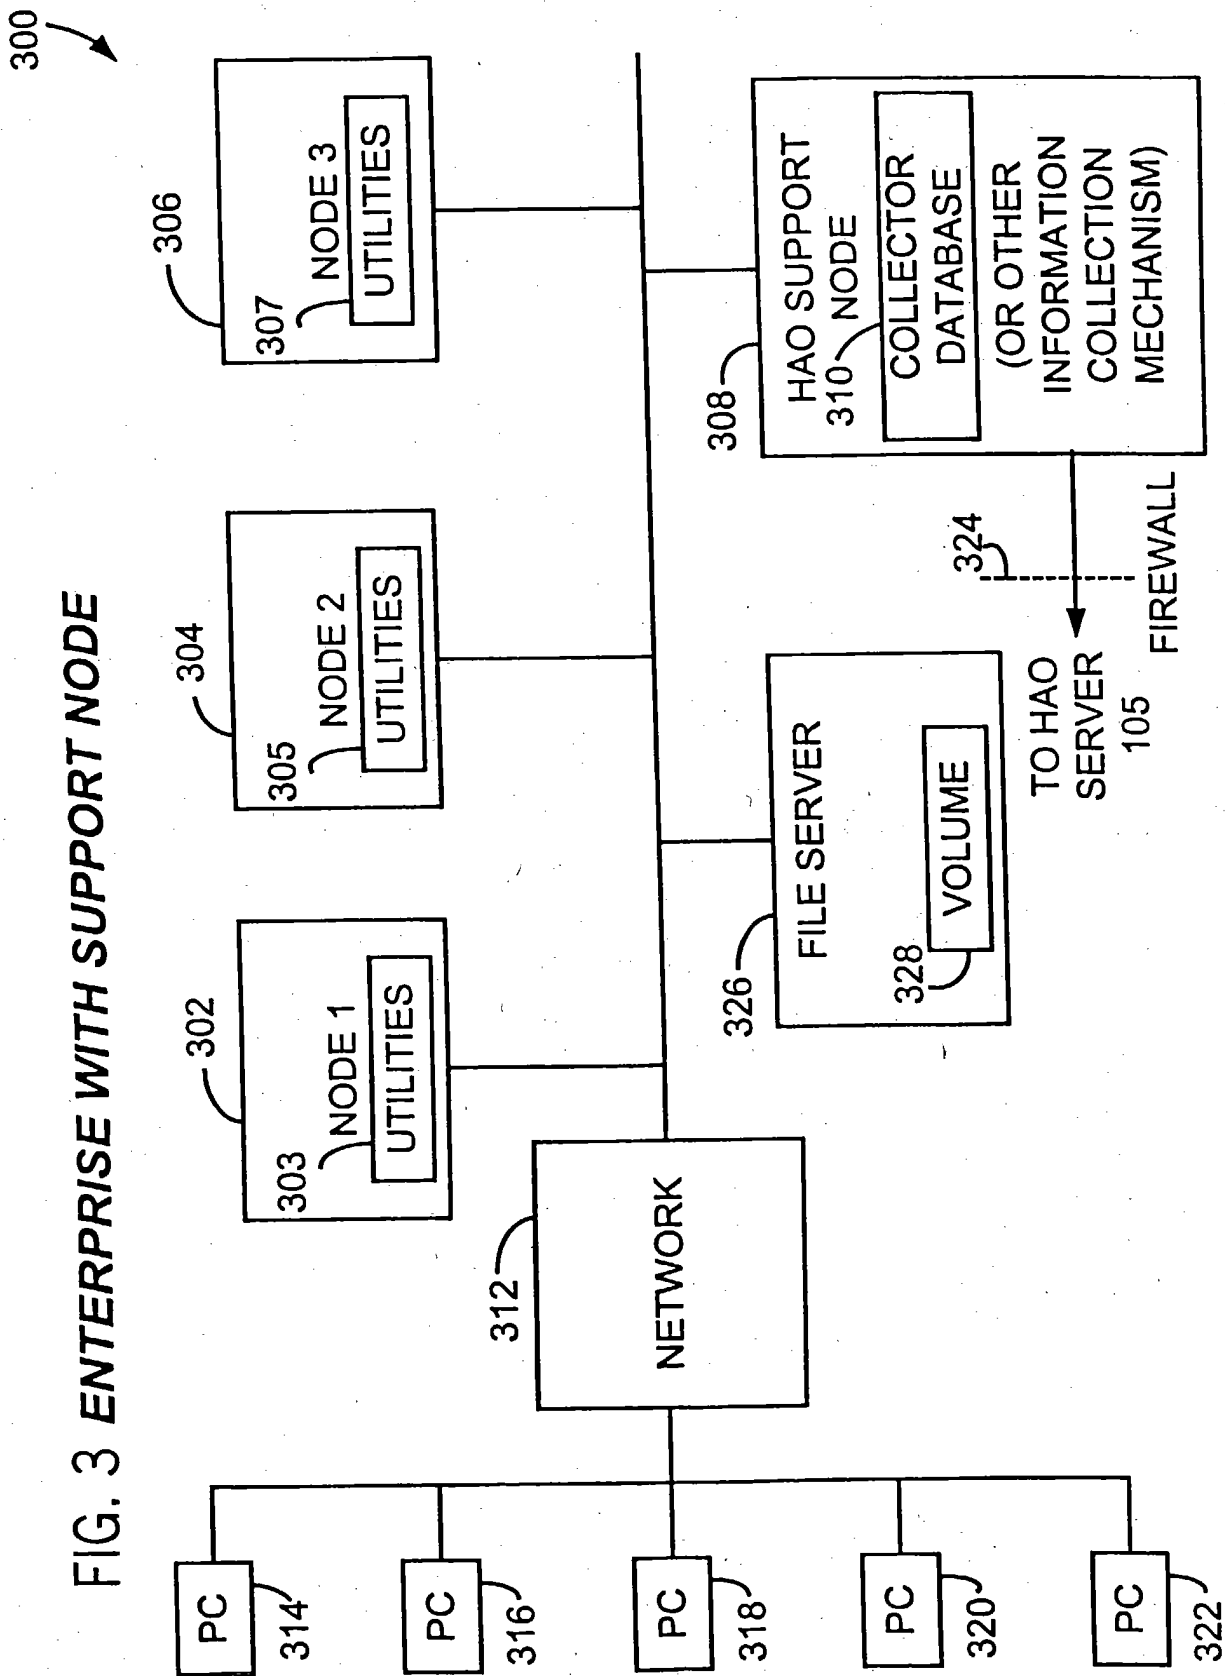 FIG. 3 ENTERPRISE WITH SUPPORT NODE
300
302
NODE 1
303
UTILITIES
304
NODE 2
305
UTILITIES
306
NODE 3
307
UTILITIES
PC
314
PC
316
PC
318
PC
320
PC
322
312
NETWORK
326
FILE SERVER
328
VOLUME
308
HAO SUPPORT
NODE
310
COLLECTOR
DATABASE
(OR OTHER
INFORMATION
COLLECTION
MECHANISM)
324
TO HAO
SERVER
105
FIREWALL